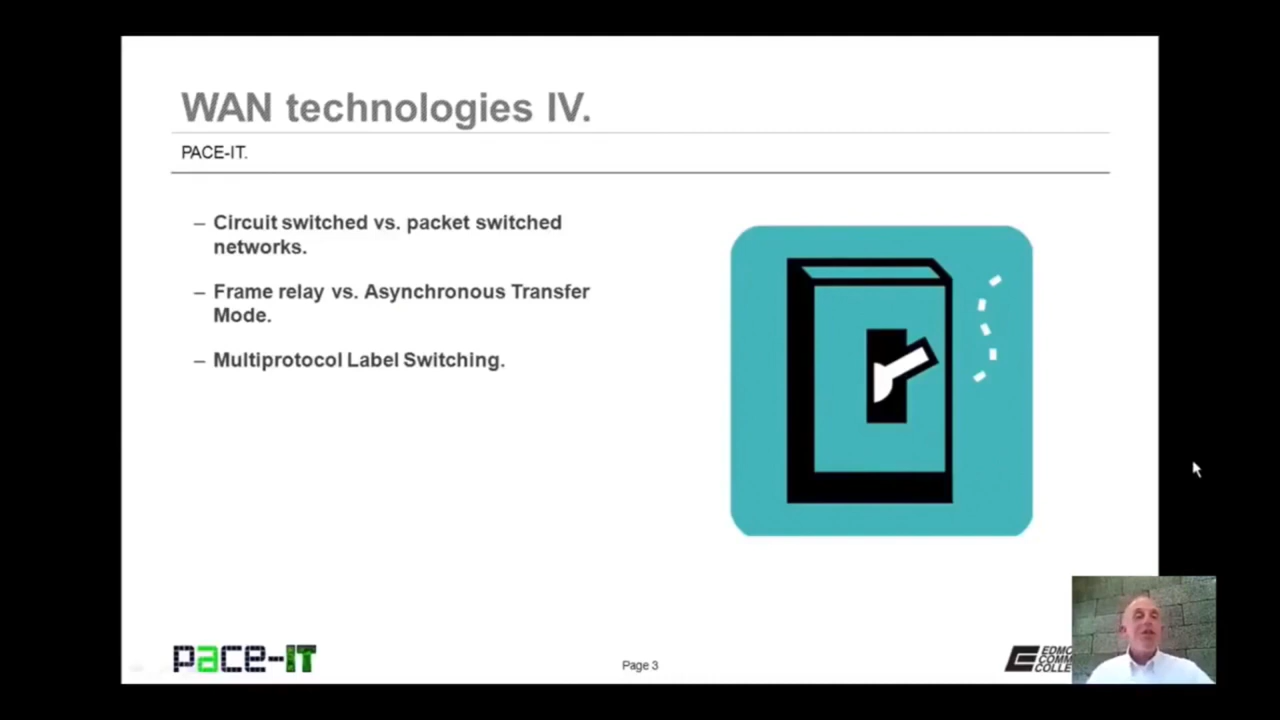 WAN technologies IV.
PACE-IT.
– Circuit switched vs. packet switched
networks.
– Frame relay vs. Asynchronous Transfer
Mode.
– Multiprotocol Label Switching.
pace-IT
Page 3